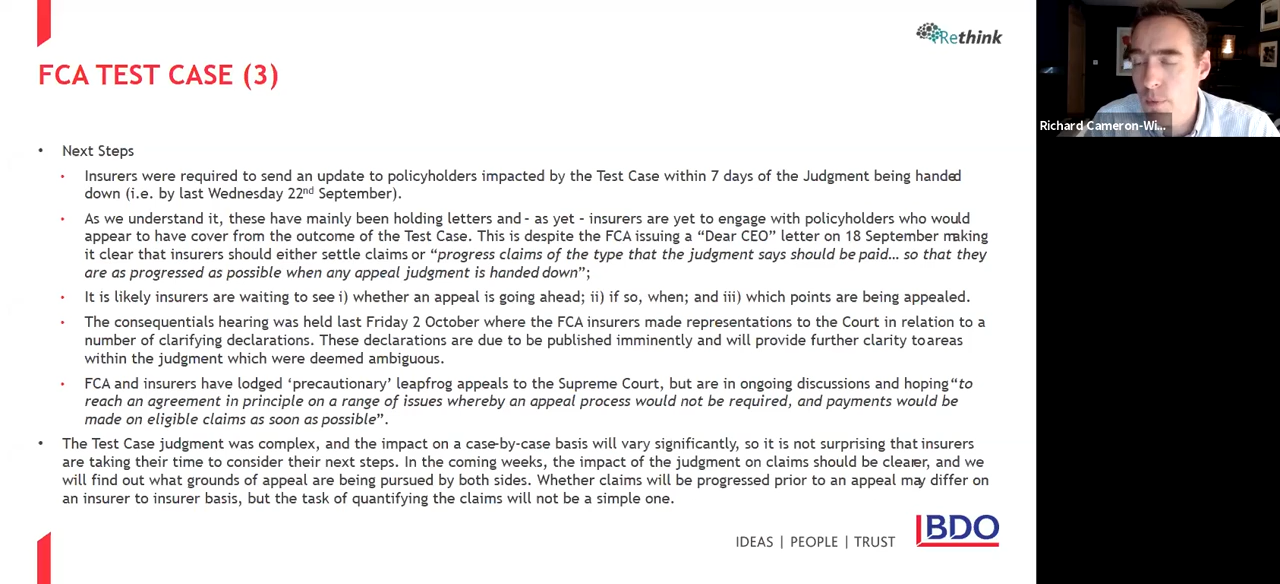 Rethink
FCA TEST CASE (3)
• Next Steps
• Insurers were required to send an update to policyholders impacted by the Test Case within 7 days of the Judgment being handed
down (i.e. by last Wednesday 22nd September).
• As we understand it, these have mainly been holding letters and – as yet – insurers are yet to engage with policyholders who would
appear to have cover from the outcome of the Test Case. This is despite the FCA issuing a “Dear CEO” letter on 18 September making
it clear that insurers should either settle claims or “progress claims of the type that the judgment says should be paid… so that they
are as progressed as possible when any appeal judgment is handed down”;
• It is likely insurers are waiting to see i) whether an appeal is going ahead; ii) if so, when; and iii) which points are being appealed.
• The consequentials hearing was held last Friday 2 October where the FCA insurers made representations to the Court in relation to a
number of clarifying declarations. These declarations are due to be published imminently and will provide further clarity to areas
within the judgment which were deemed ambiguous.
• FCA and insurers have lodged ‘precautionary’ leapfrog appeals to the Supreme Court, but are in ongoing discussions and hoping “to
reach an agreement in principle on a range of issues whereby an appeal process would not be required, and payments would be
made on eligible claims as soon as possible”.
• The Test Case judgment was complex, and the impact on a case-by-case basis will vary significantly, so it is not surprising that insurers
are taking their time to consider their next steps. In the coming weeks, the impact of the judgment on claims should be clearer, and we
will find out what grounds of appeal are being pursued by both sides. Whether claims will be progressed prior to an appeal may differ on
an insurer to insurer basis, but the task of quantifying the claims will not be a simple one.
IDEAS | PEOPLE | TRUST
BDO
Richard Cameron-Wi...